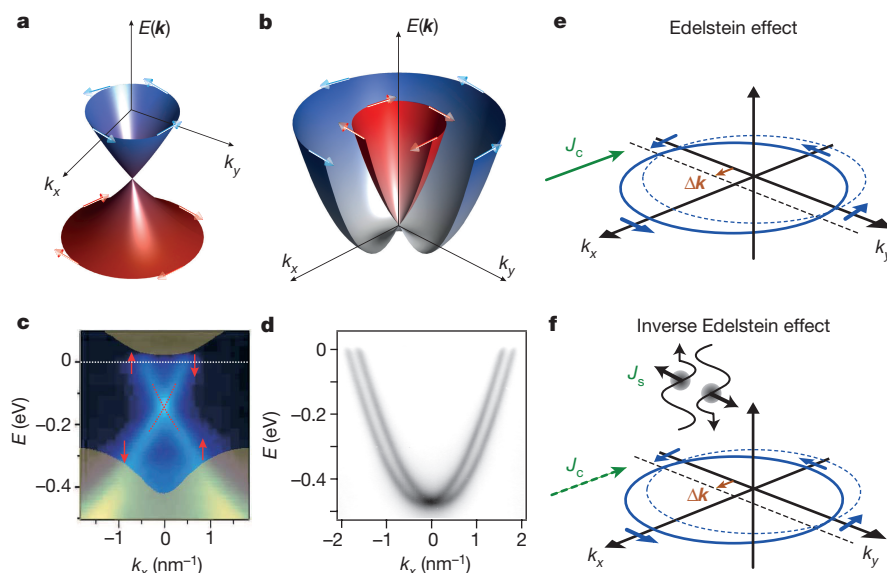 a
E(k)
k_x
k_y
b
E(k)
k_x
k_y
c
E (eV)
0
−0.2
−0.4
−1
0
1
k_x (nm⁻¹)
d
E (eV)
0
−0.2
−0.4
−2
−1
0
1
2
k_x (nm⁻¹)
e
Edelstein effect
J_c
Δk
k_x
k_y
f
Inverse Edelstein effect
J_s
J_c
Δk
k_x
k_y